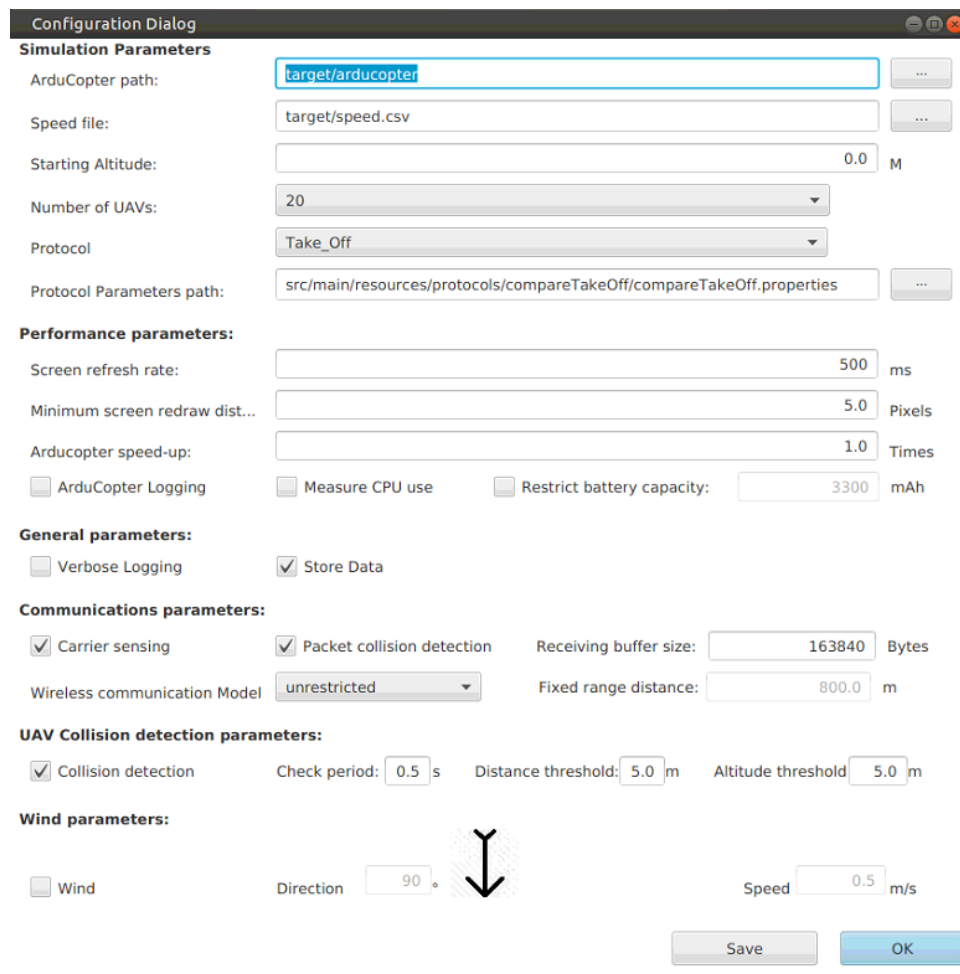 Configuration Dialog
Simulation Parameters
ArduCopter path: target/arducopter ...
Speed file: target/speed.csv ...
Starting Altitude: 0.0 M
Number of UAVs: 20
Protocol Take_Off
Protocol Parameters path: src/main/resources/protocols/compareTakeOff/compareTakeOff.properties ...
Performance parameters:
Screen refresh rate: 500 ms
Minimum screen redraw dist... 5.0 Pixels
Arducopter speed-up: 1.0 Times
ArduCopter Logging Measure CPU use Restrict battery capacity: 3300 mAh
General parameters:
Verbose Logging Store Data
Communications parameters:
Carrier sensing Packet collision detection Receiving buffer size: 163840 Bytes
Wireless communication Model unrestricted Fixed range distance: 800.0 m
UAV Collision detection parameters:
Collision detection Check period: 0.5 s Distance threshold: 5.0 m Altitude threshold 5.0 m
Wind parameters:
Wind Direction 90 ° Speed 0.5 m/s
Save OK